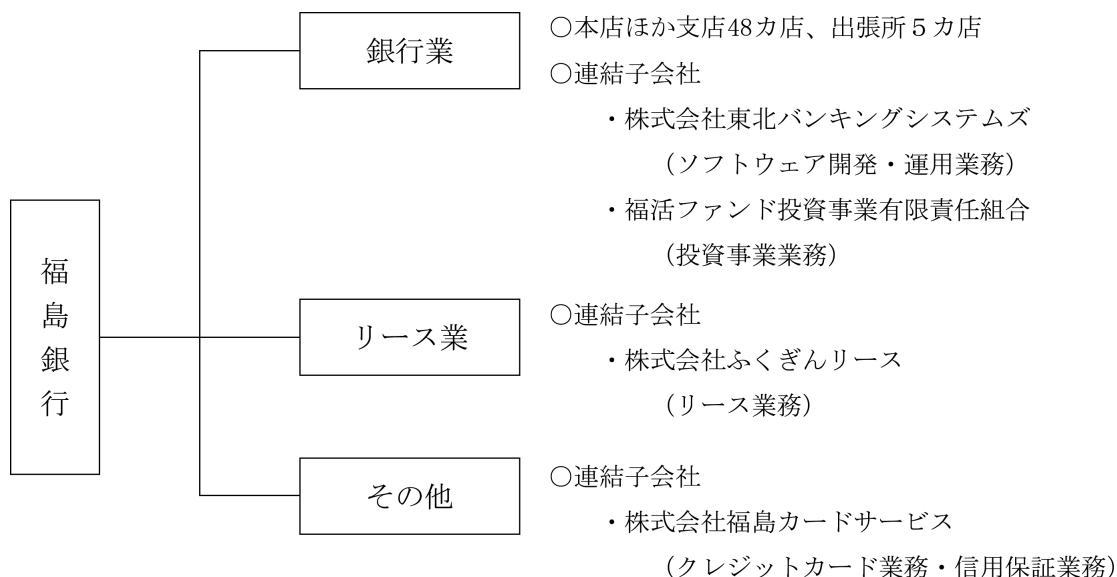 福島銀行
銀行業
○本店ほか支店48カ店、出張所５カ店
○連結子会社
・株式会社東北バンキングシステムズ
（ソフトウェア開発・運用業務）
・福活ファンド投資事業有限責任組合
（投資事業業務）
リース業
○連結子会社
・株式会社ふくぎんリース
（リース業務）
その他
○連結子会社
・株式会社福島カードサービス
（クレジットカード業務・信用保証業務）